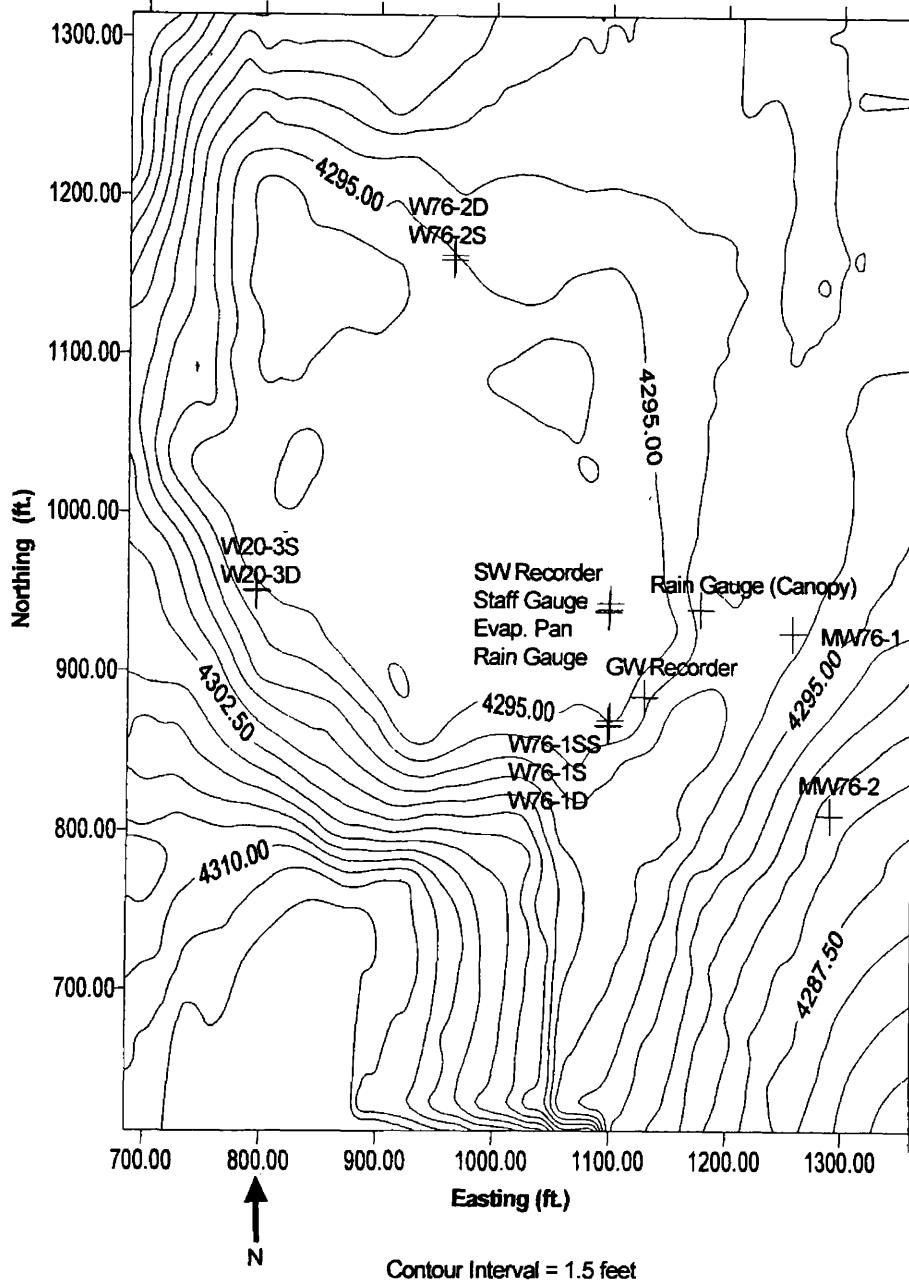 1300.00
1200.00
1100.00
1000.00
900.00
800.00
700.00
Northing (ft.)
4295.00
W76-2D
W76-2S
4295.00
W20-3S
W20-3D
SW Recorder
Staff Gauge
Evap. Pan
Rain Gauge
Rain Gauge (Canopy)
MW76-1
GW Recorder
4295.00
4295.00
4302.50
W76-1SS
W76-1S
W76-1D
MW76-2
4310.00
4287.50
700.00 800.00 900.00 1000.00 1100.00 1200.00 1300.00
Easting (ft.)
N
Contour Interval = 1.5 feet